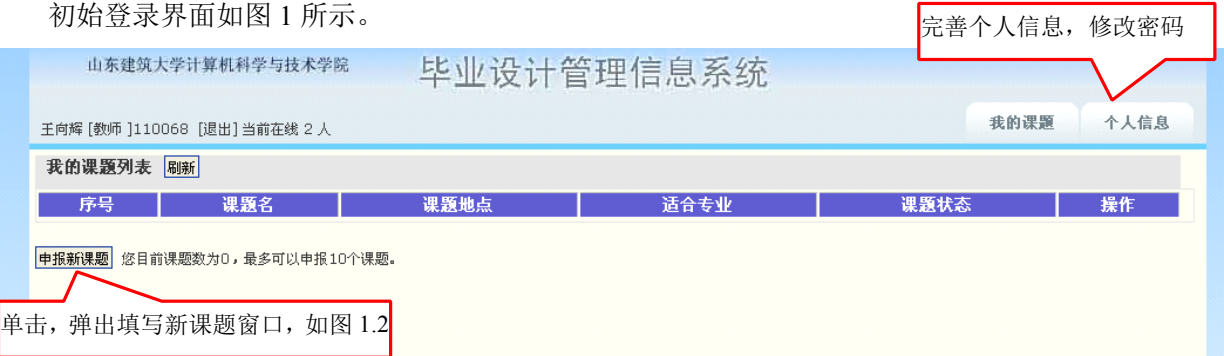 初始登录界面如图 1 所示。
完善个人信息，修改密码
山东建筑大学计算机科学与技术学院
毕业设计管理信息系统
王向辉 [教师 ]110068 [退出] 当前在线 2 人
我的课题 个人信息
我的课题列表 刷新
序号 课题名 课题地点 适合专业 课题状态 操作
申报新课题 您目前课题数为0，最多可以申报10个课题。
单击，弹出填写新课题窗口，如图 1.2